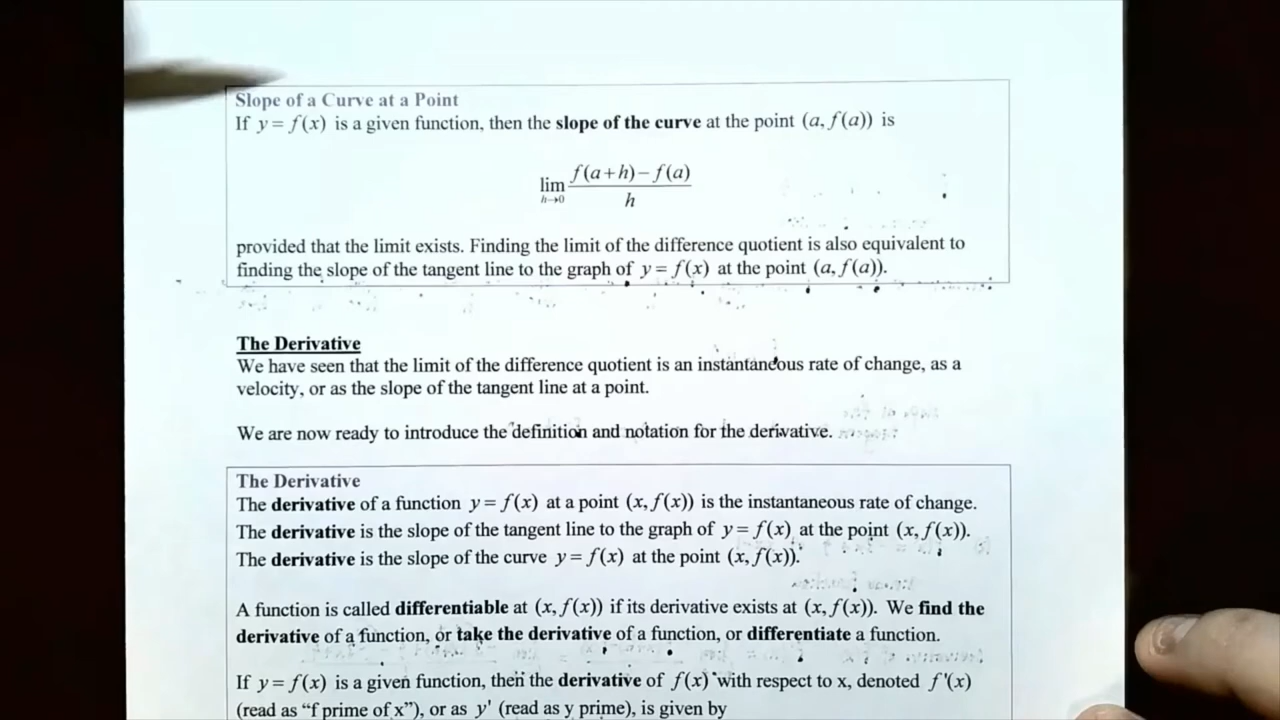 Slope of a Curve at a Point
If y = f(x) is a given function, then the slope of the curve at the point (a, f(a)) is
lim h→0 f(a+h) − f(a) / h
provided that the limit exists. Finding the limit of the difference quotient is also equivalent to
finding the slope of the tangent line to the graph of y = f(x) at the point (a, f(a)).
The Derivative
We have seen that the limit of the difference quotient is an instantaneous rate of change, as a
velocity, or as the slope of the tangent line at a point.
We are now ready to introduce the definition and notation for the derivative.
The Derivative
The derivative of a function y = f(x) at a point (x, f(x)) is the instantaneous rate of change.
The derivative is the slope of the tangent line to the graph of y = f(x) at the point (x, f(x)).
The derivative is the slope of the curve y = f(x) at the point (x, f(x)).
A function is called differentiable at (x, f(x)) if its derivative exists at (x, f(x)). We find the
derivative of a function, or take the derivative of a function, or differentiate a function.
If y = f(x) is a given function, then the derivative of f(x) with respect to x, denoted f'(x)
(read as “f prime of x”), or as y' (read as y prime), is given by